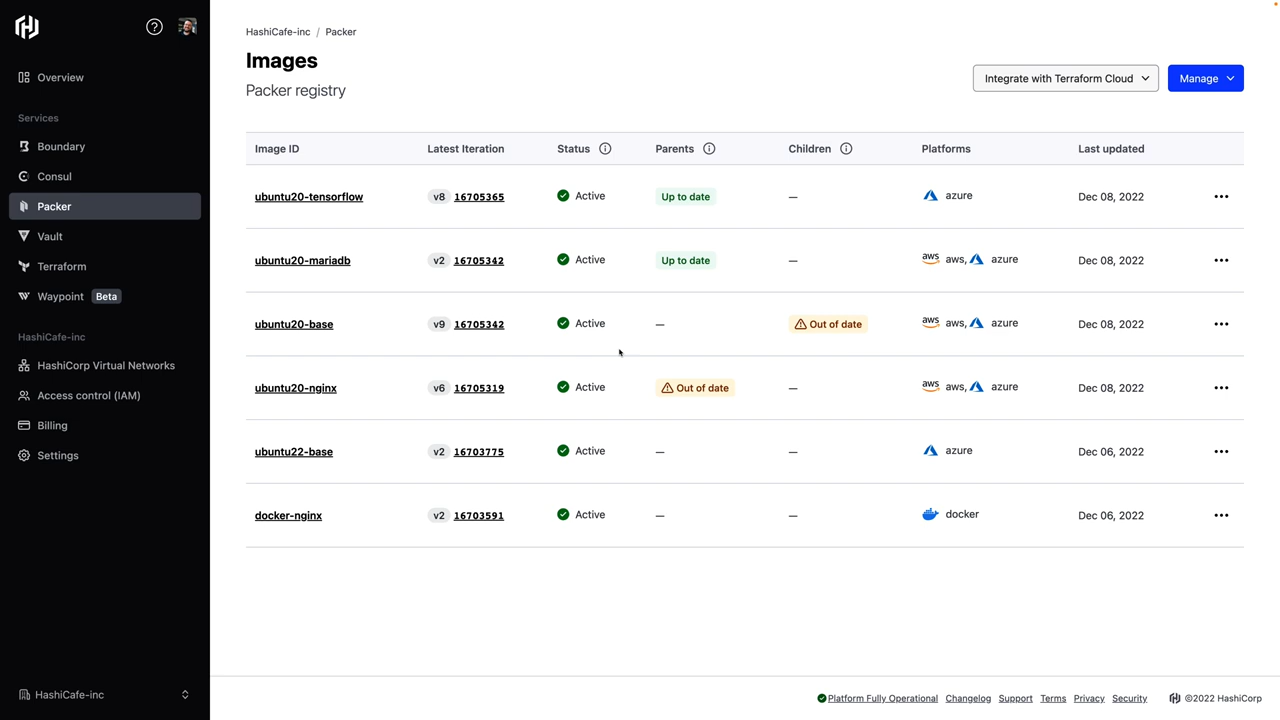 Overview
Services
Boundary
Consul
Packer
Vault
Terraform
Waypoint Beta
HashiCafe-inc
HashiCorp Virtual Networks
Access control (IAM)
Billing
Settings
HashiCafe-inc
HashiCafe-inc / Packer
Images
Packer registry
Integrate with Terraform Cloud
Manage
Image ID Latest Iteration Status Parents Children Platforms Last updated
ubuntu20-tensorflow v8 16705365 Active Up to date — azure Dec 08, 2022
ubuntu20-mariadb v2 16705342 Active Up to date — aws aws, azure Dec 08, 2022
ubuntu20-base v9 16705342 Active — Out of date aws aws, azure Dec 08, 2022
ubuntu20-nginx v6 16705319 Active Out of date — aws aws, azure Dec 08, 2022
ubuntu22-base v2 16703775 Active — — azure Dec 06, 2022
docker-nginx v2 16703591 Active — — docker Dec 06, 2022
Platform Fully Operational Changelog Support Terms Privacy Security ©2022 HashiCorp